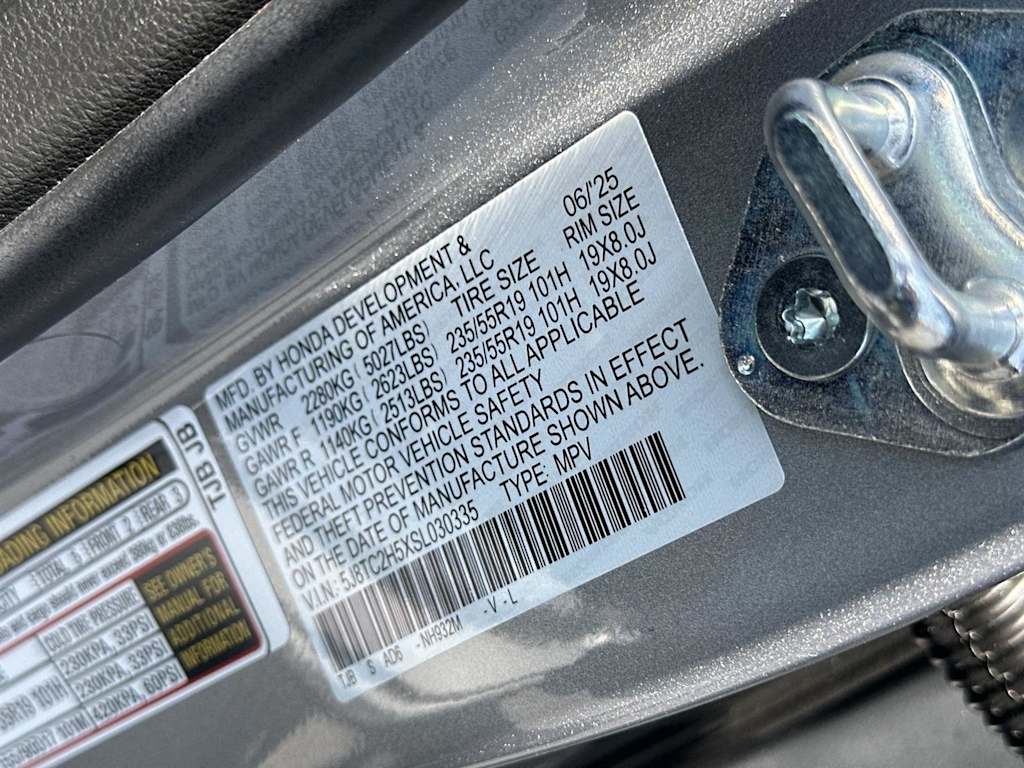 MFD. BY HONDA DEVELOPMENT &
MANUFACTURING OF AMERICA, LLC 06/'25
GVWR 2280KG ( 5027LBS) TIRE SIZE RIM SIZE
GAWR F 1190KG ( 2623LBS) 235/55R19 101H 19X8.0J
GAWR R 1140KG ( 2513LBS) 235/55R19 101H 19X8.0J
THIS VEHICLE CONFORMS TO ALL APPLICABLE
FEDERAL MOTOR VEHICLE SAFETY
AND THEFT PREVENTION STANDARDS IN EFFECT
ON THE DATE OF MANUFACTURE SHOWN ABOVE.
V.I.N: 5J8TC2H5XSL030335 TYPE: MPV
TJB S AD6 -NH932M -V-L
TJB JB
LOADING INFORMATION
TOTAL 5 FRONT 2 REAR 3
COLD TIRE PRESSURE
230KPA, 33PSI
230KPA, 33PSI
420KPA, 60PSI
SEE OWNER'S
MANUAL FOR
ADDITIONAL
INFORMATION